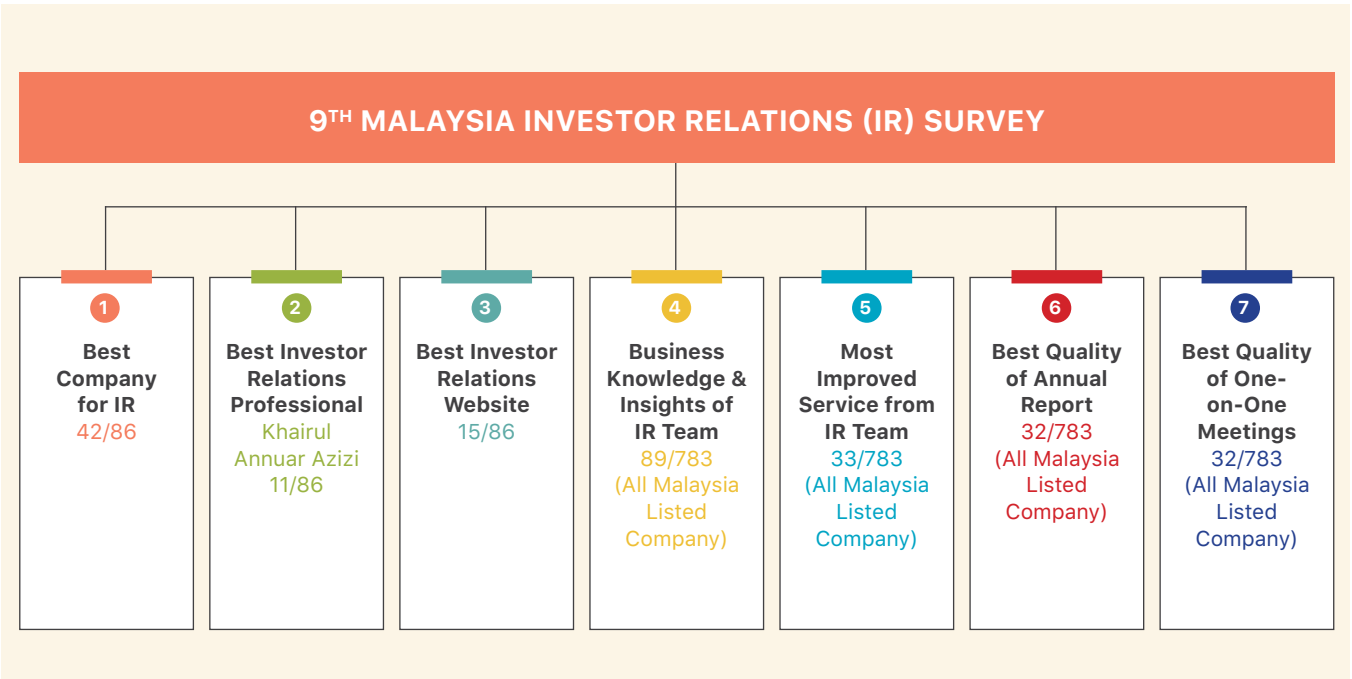 9TH MALAYSIA INVESTOR RELATIONS (IR) SURVEY
1
Best
Company
for IR
42/86
2
Best Investor
Relations
Professional
Khairul
Annuar Azizi
11/86
3
Best Investor
Relations
Website
15/86
4
Business
Knowledge &
Insights of
IR Team
89/783
(All Malaysia
Listed
Company)
5
Most
Improved
Service from
IR Team
33/783
(All Malaysia
Listed
Company)
6
Best Quality
of Annual
Report
32/783
(All Malaysia
Listed
Company)
7
Best Quality
of One-
on-One
Meetings
32/783
(All Malaysia
Listed
Company)